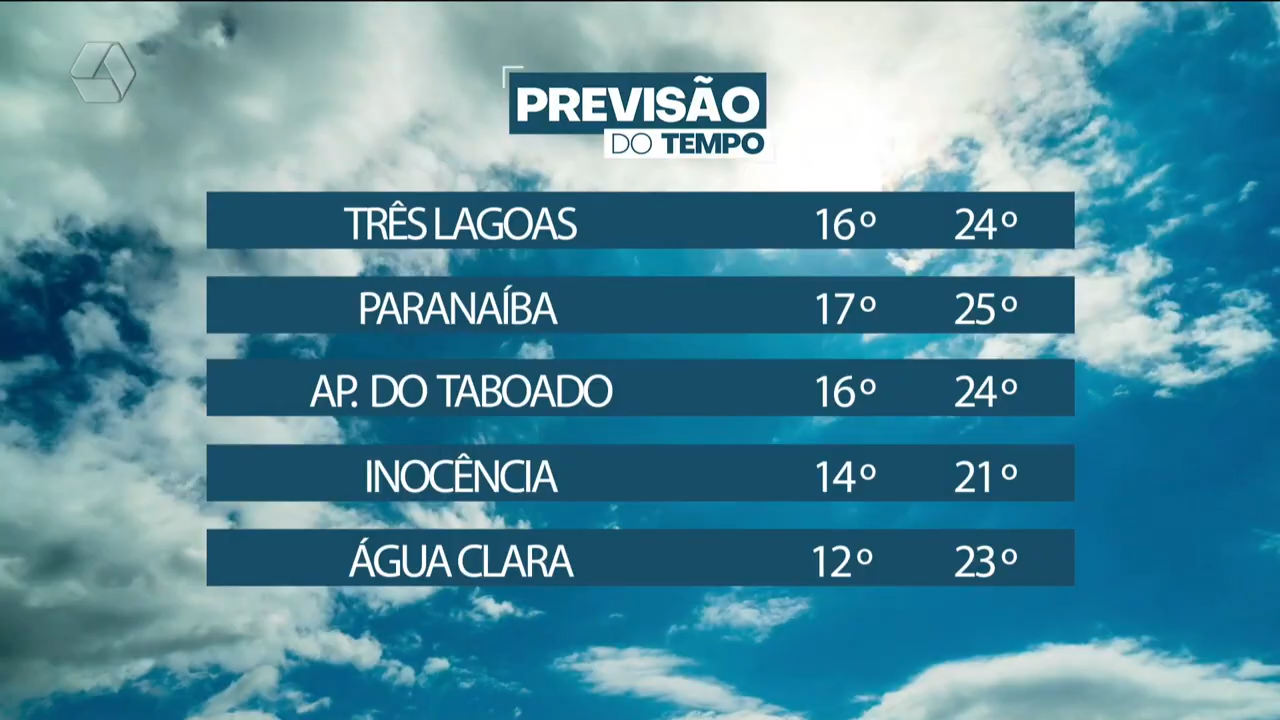 PREVISÃO
DO TEMPO
TRÊS LAGOAS 16º 24º
PARANAÍBA 17º 25º
AP. DO TABOADO 16º 24º
INOCÊNCIA 14º 21º
ÁGUA CLARA 12º 23º